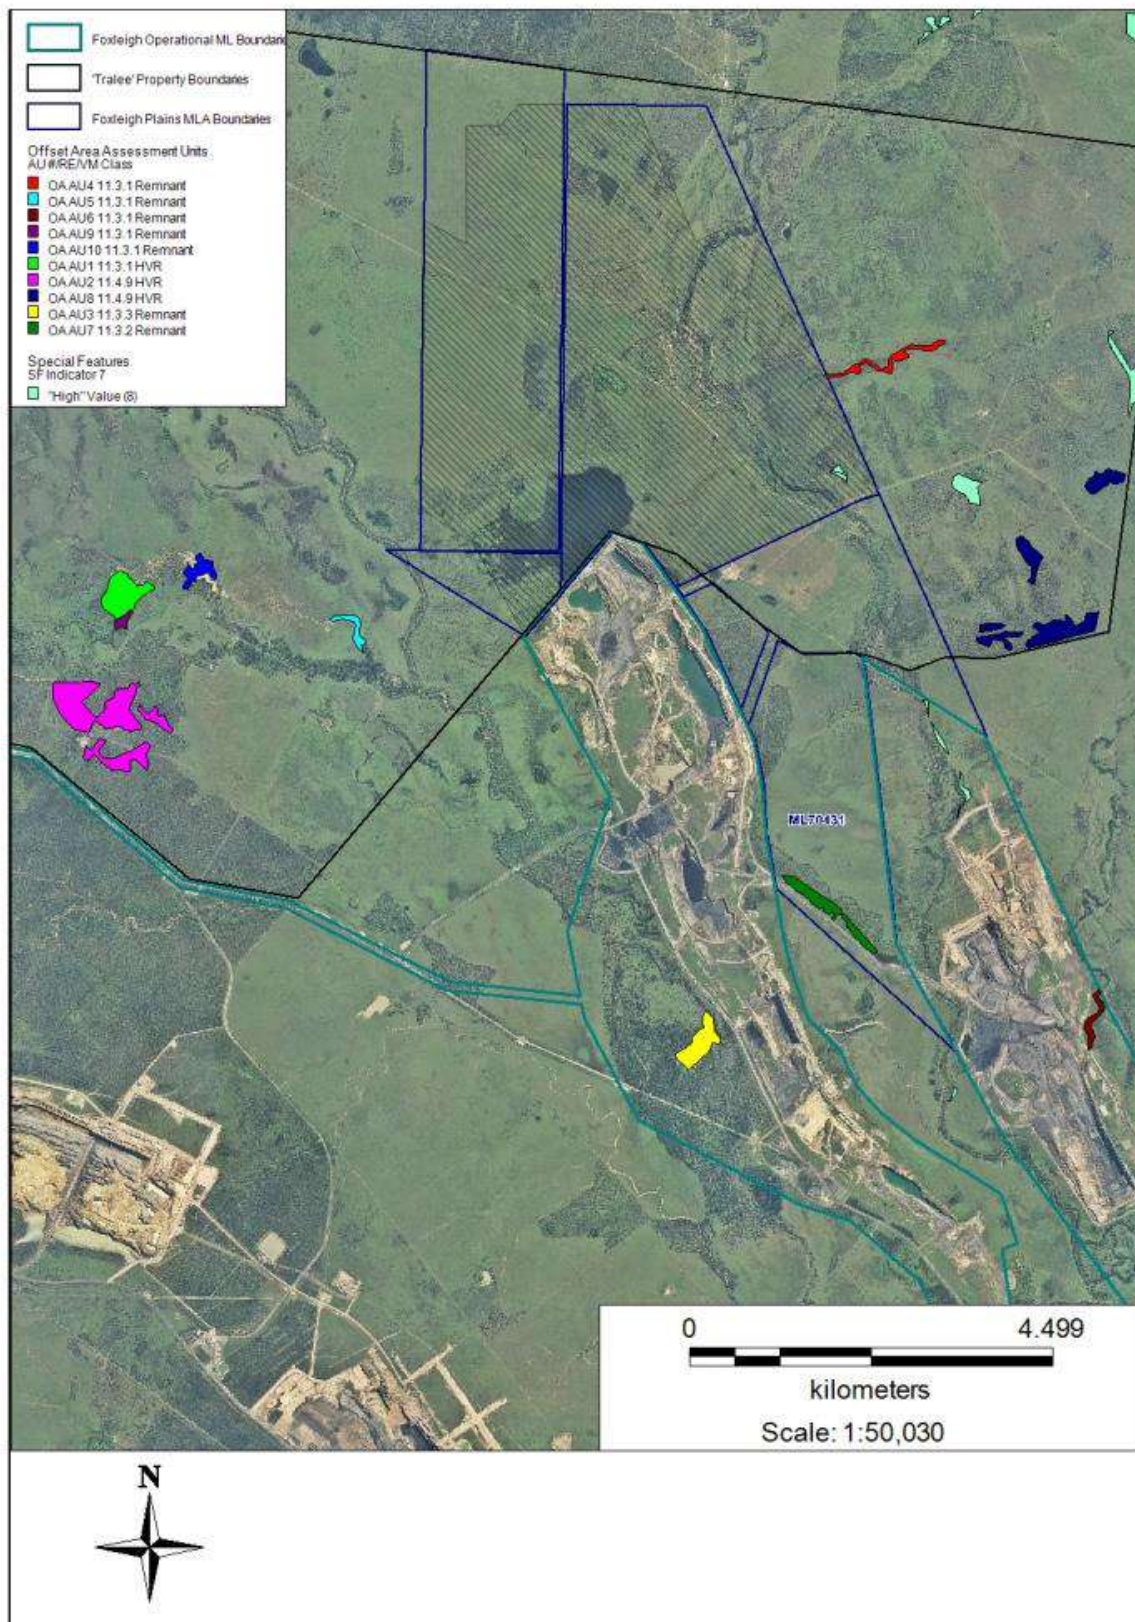 Foxleigh Operational ML Boundarie
'Tralee' Property Boundaries
Foxleigh Plains MLA Boundaries
Offset Area Assessment Units
AU #/RE/VM Class
OA AU4 11.3.1 Remnant
OA AU5 11.3.1 Remnant
OA AU6 11.3.1 Remnant
OA AU9 11.3.1 Remnant
OA AU10 11.3.1 Remnant
OA AU1 11.3.1 HVR
OA AU2 11.4.9 HVR
OA AU8 11.4.9 HVR
OA AU3 11.3.3 Remnant
OA AU7 11.3.2 Remnant
Special Features
SF Indicator 7
"High" Value (8)
ML70431
0 4.499
kilometers
Scale: 1:50,030
N